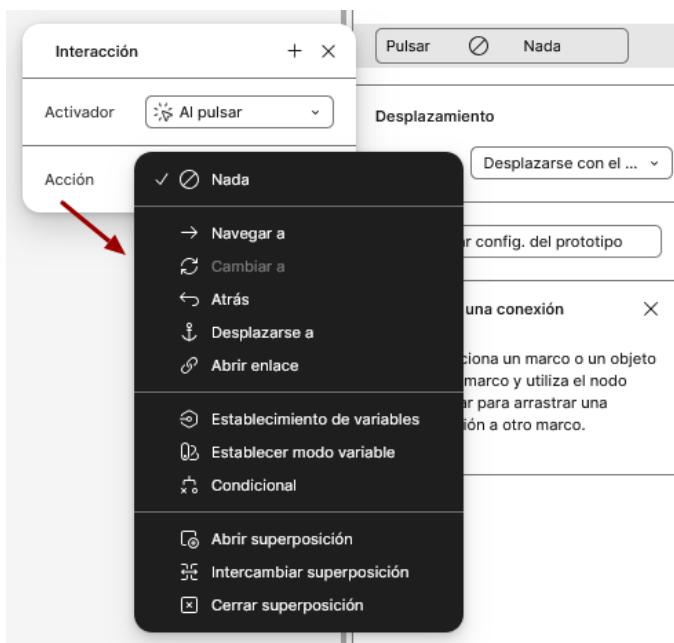 Interacción
Activador
Al pulsar
Acción
Nada
Navegar a
Cambiar a
Atrás
Desplazarse a
Abrir enlace
Establecimiento de variables
Establecer modo variable
Condicional
Abrir superposición
Intercambiar superposición
Cerrar superposición
Pulsar Nada
Desplazamiento
Desplazarse con el ...
config. del prototipo
una conexión
un marco o un objeto
marco y utiliza el nodo
para arrastrar una
a otro marco.